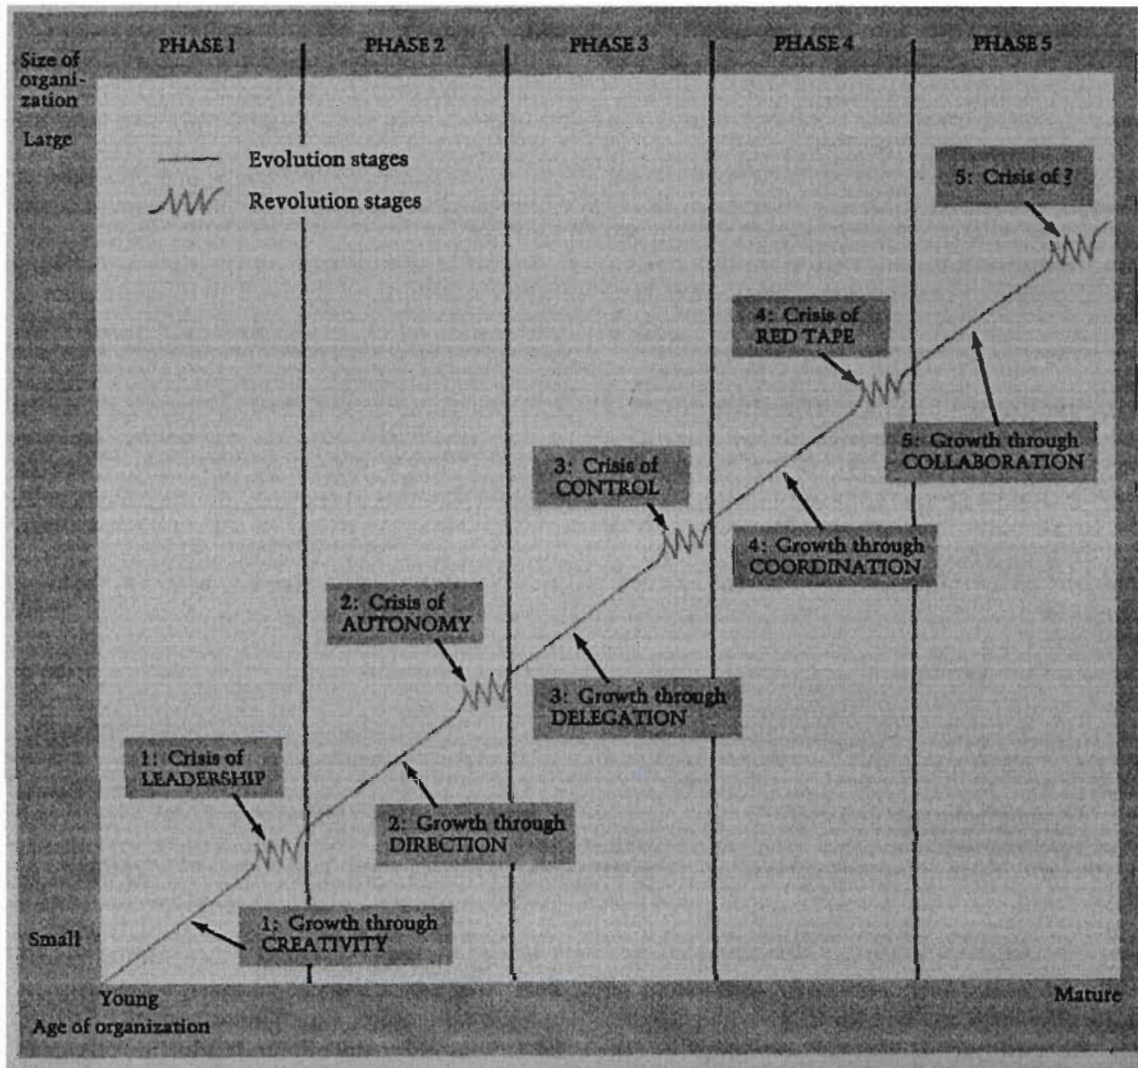 PHASE 1
PHASE 2
PHASE 3
PHASE 4
PHASE 5
Size of
organi-
zation
Large
Evolution stages
Revolution stages
5: Crisis of ?
4: Crisis of
RED TAPE
5: Growth through
COLLABORATION
3: Crisis of
CONTROL
4: Growth through
COORDINATION
2: Crisis of
AUTONOMY
3: Growth through
DELEGATION
1: Crisis of
LEADERSHIP
2: Growth through
DIRECTION
1: Growth through
CREATIVITY
Small
Young
Mature
Age of organization